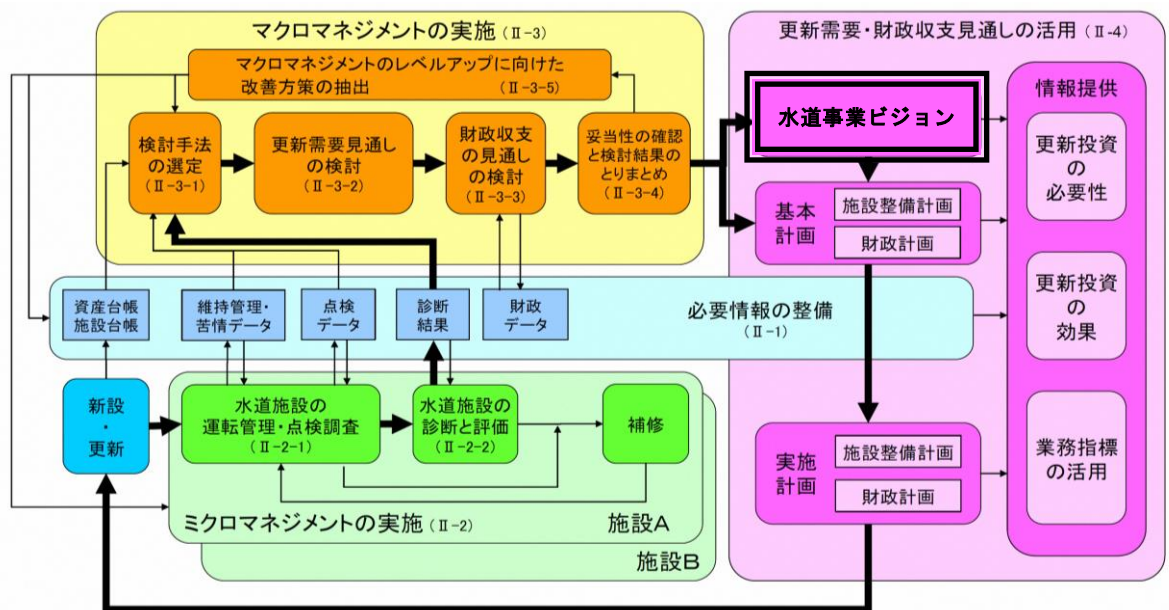 マクロマネジメントの実施(Ⅱ-3)
マクロマネジメントのレベルアップに向けた
改善方策の抽出 (Ⅱ-3-5)
検討手法
の選定
(Ⅱ-3-1)
更新需要見通し
の検討
(Ⅱ-3-2)
財政収支
の見通し
の検討
(Ⅱ-3-3)
妥当性の確認
と検討結果の
とりまとめ
(Ⅱ-3-4)
更新需要・財政収支見通しの活用(Ⅱ-4)
水道事業ビジョン
基本
計画
施設整備計画
財政計画
実施
計画
施設整備計画
財政計画
情報提供
更新投資
の
必要性
更新投資
の
効果
業務指標
の活用
資産台帳
施設台帳
維持管理・
苦情データ
点検
データ
診断
結果
財政
データ
必要情報の整備
(Ⅱ-1)
新設
・
更新
水道施設の
運転管理・点検調査
(Ⅱ-2-1)
水道施設の
診断と評価
(Ⅱ-2-2)
補修
ミクロマネジメントの実施(Ⅱ-2)
施設A
施設B